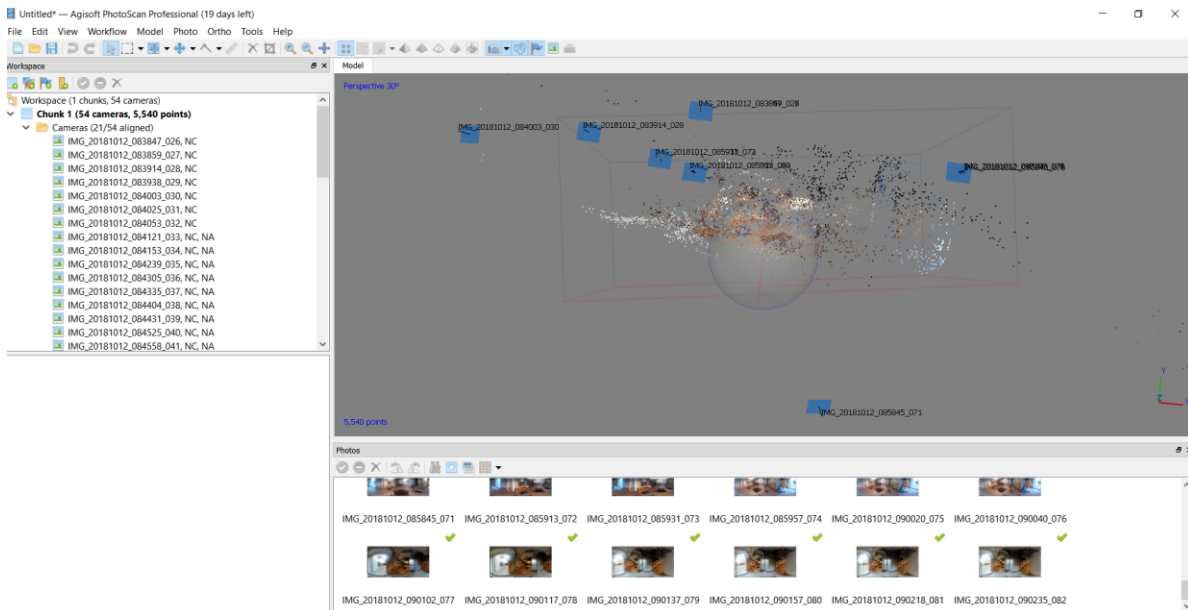 Untitled* — Agisoft PhotoScan Professional (19 days left)
File Edit View Workflow Model Photo Ortho Tools Help
Workspace
Workspace (1 chunks, 54 cameras)
Chunk 1 (54 cameras, 5,540 points)
Cameras (21/54 aligned)
IMG_20181012_083847_026, NC
IMG_20181012_083859_027, NC
IMG_20181012_083914_028, NC
IMG_20181012_083938_029, NC
IMG_20181012_084003_030, NC
IMG_20181012_084025_031, NC
IMG_20181012_084053_032, NC
IMG_20181012_084121_033, NC, NA
IMG_20181012_084153_034, NC, NA
IMG_20181012_084239_035, NC, NA
IMG_20181012_084305_036, NC, NA
IMG_20181012_084335_037, NC, NA
IMG_20181012_084404_038, NC, NA
IMG_20181012_084431_039, NC, NA
IMG_20181012_084525_040, NC, NA
IMG_20181012_084558_041, NC, NA
Model
Perspective 30°
IMG_20181012_084003_030
IMG_20181012_083914_028
IMG_20181012_085845_071
Y
Z
X
5,540 points
Photos
IMG_20181012_085845_071 IMG_20181012_085913_072 IMG_20181012_085931_073 IMG_20181012_085957_074 IMG_20181012_090020_075 IMG_20181012_090040_076
IMG_20181012_090102_077 IMG_20181012_090117_078 IMG_20181012_090137_079 IMG_20181012_090157_080 IMG_20181012_090218_081 IMG_20181012_090235_082